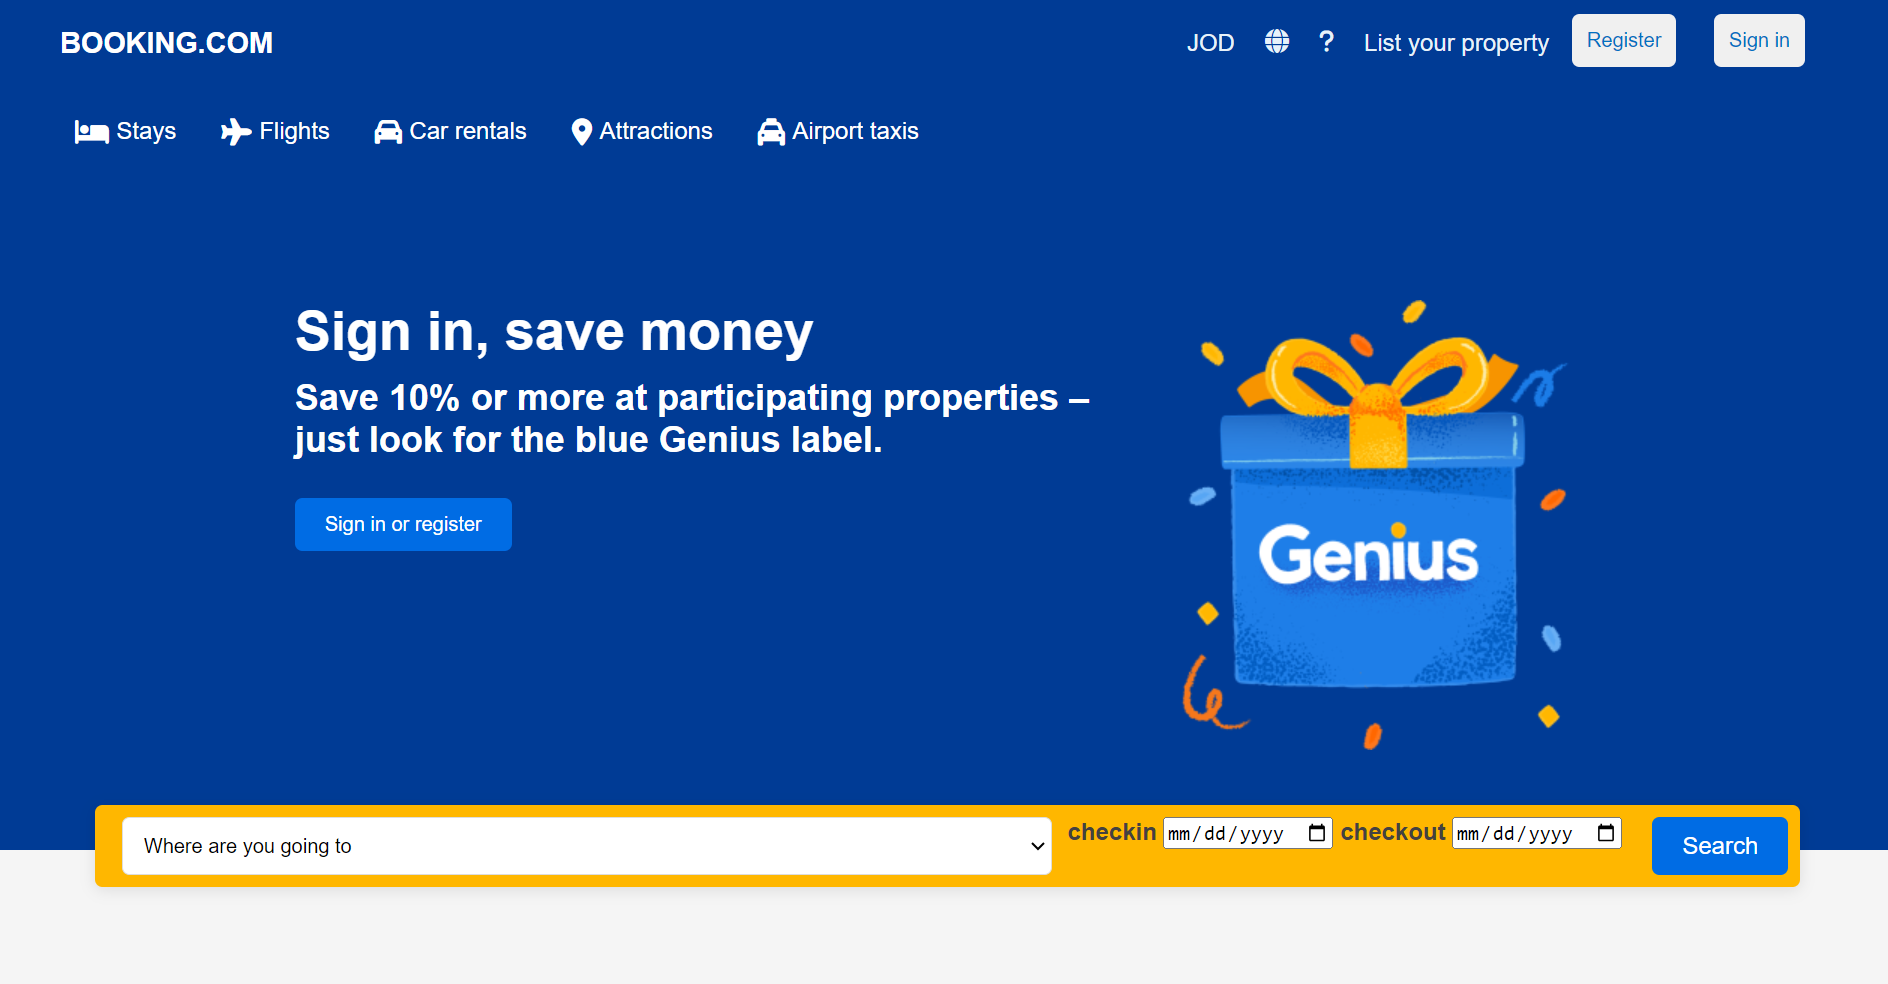 BOOKING.COM
JOD ? List your property Register Sign in
Stays Flights Car rentals Attractions Airport taxis
Sign in, save money
Save 10% or more at participating properties –
just look for the blue Genius label.
Sign in or register
Genius
Where are you going to checkin mm/dd/yyyy checkout mm/dd/yyyy Search